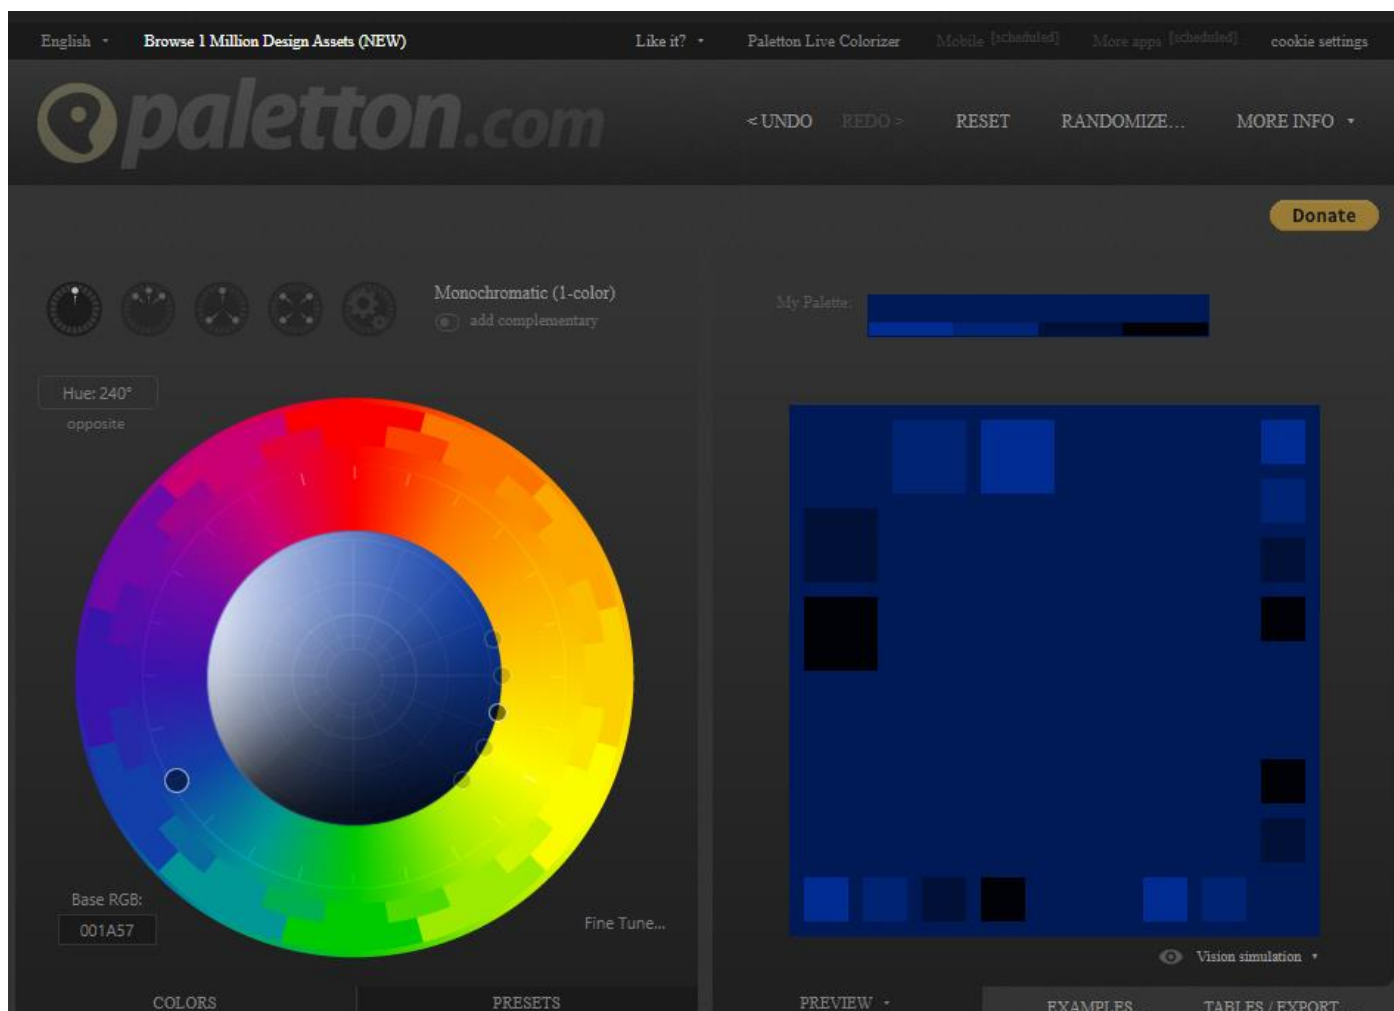 English
Browse 1 Million Design Assets (NEW)
Like it?
Paletton Live Colorizer
Mobile [scheduled]
More apps [scheduled]
cookie settings
paletton.com
< UNDO
REDO >
RESET
RANDOMIZE...
MORE INFO
Donate
Monochromatic (1-color)
add complementary
My Palette:
Hue: 240°
opposite
Base RGB:
001A57
Fine Tune...
Vision simulation
COLORS
PRESETS
PREVIEW
EXAMPLES
TABLES / EXPORT